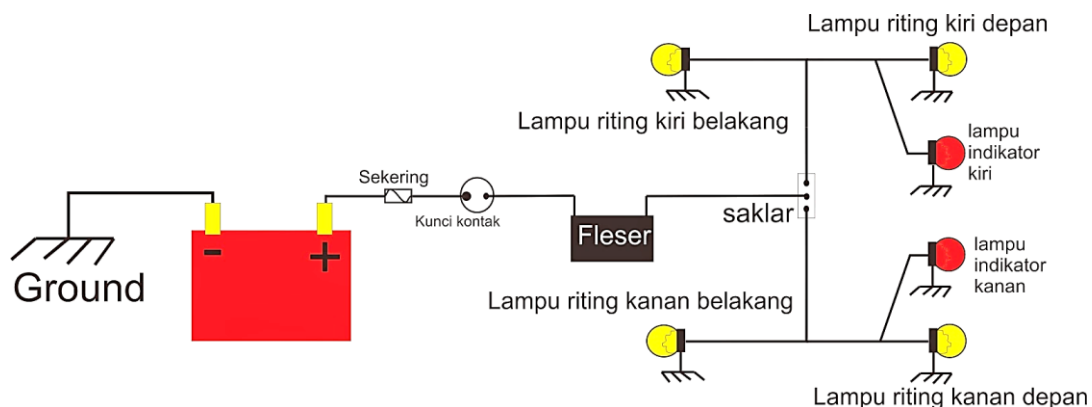 Lampu riting kiri depan
Lampu riting kiri belakang
lampu
indikator
kiri
Sekering
Kunci kontak
saklar
Fleser
-
+
Ground
lampu
indikator
kanan
Lampu riting kanan belakang
Lampu riting kanan depan